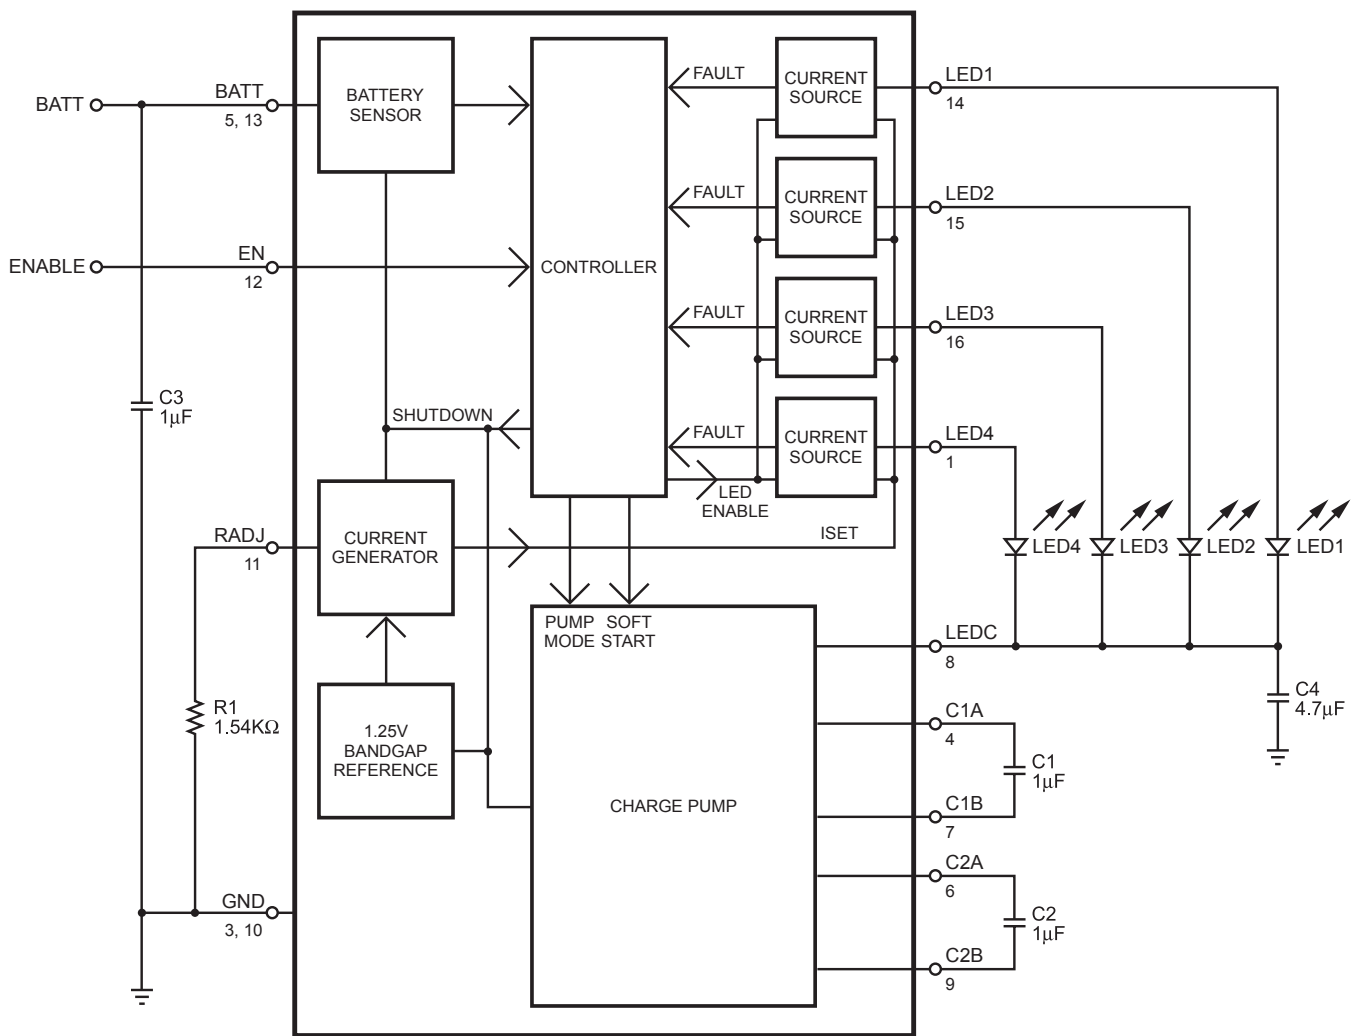 BATT
BATT
5, 13
BATTERY
SENSOR
ENABLE
EN
12
CONTROLLER
FAULT
CURRENT
SOURCE
LED1
14
FAULT
CURRENT
SOURCE
LED2
15
FAULT
CURRENT
SOURCE
LED3
16
FAULT
CURRENT
SOURCE
LED4
1
C3
1µF
SHUTDOWN
LED
ENABLE
RADJ
11
CURRENT
GENERATOR
ISET
LED4
LED3
LED2
LED1
PUMP
MODE
SOFT
START
LEDC
8
R1
1.54KΩ
1.25V
BANDGAP
REFERENCE
CHARGE PUMP
C1A
4
C1
1µF
C1B
7
C4
4.7µF
C2A
6
C2
1µF
C2B
9
GND
3, 10